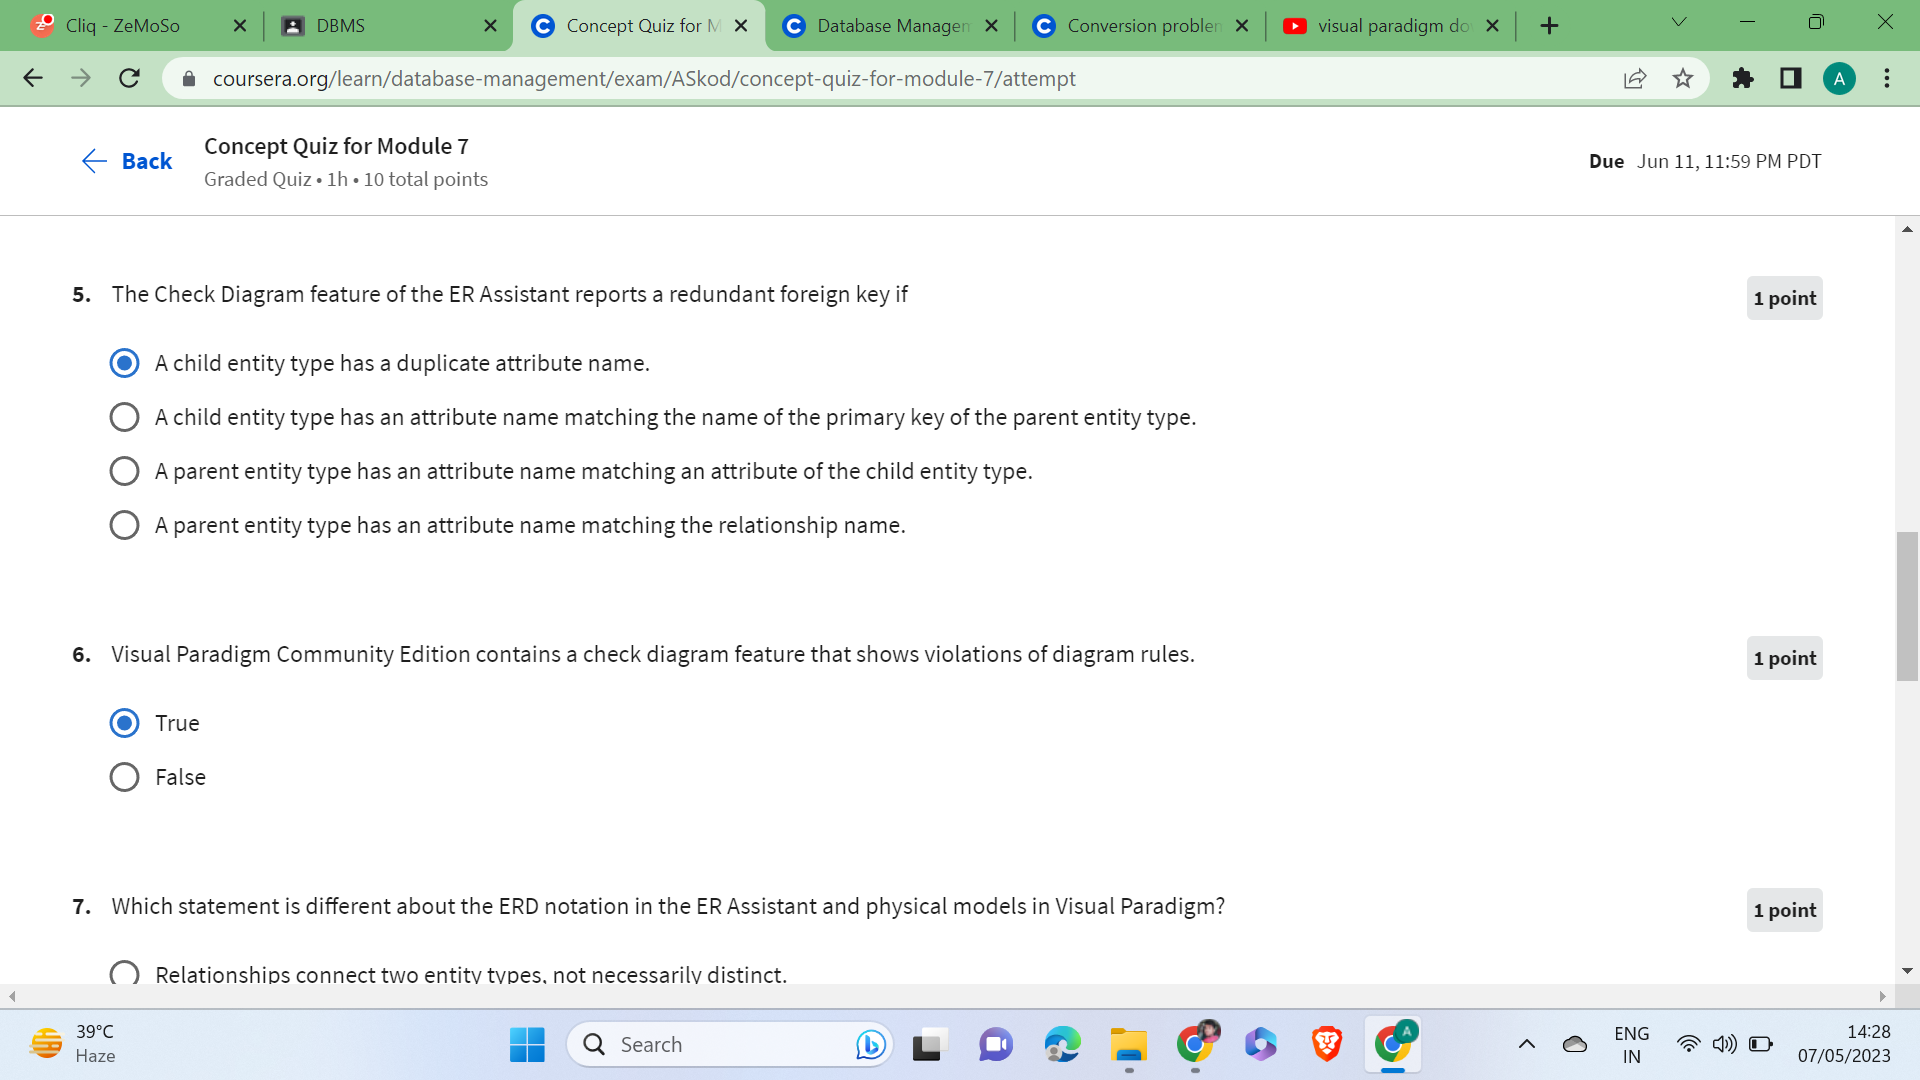 Cliq - ZeMoSo
DBMS
Concept Quiz for M
Database Managem
Conversion problem
visual paradigm do
coursera.org/learn/database-management/exam/ASkod/concept-quiz-for-module-7/attempt
A
Back
Concept Quiz for Module 7
Graded Quiz • 1h • 10 total points
Due Jun 11, 11:59 PM PDT
5. The Check Diagram feature of the ER Assistant reports a redundant foreign key if
1 point
A child entity type has a duplicate attribute name.
A child entity type has an attribute name matching the name of the primary key of the parent entity type.
A parent entity type has an attribute name matching an attribute of the child entity type.
A parent entity type has an attribute name matching the relationship name.
6. Visual Paradigm Community Edition contains a check diagram feature that shows violations of diagram rules.
1 point
True
False
7. Which statement is different about the ERD notation in the ER Assistant and physical models in Visual Paradigm?
1 point
Relationships connect two entity types, not necessarily distinct.
39°C
Haze
Search
A
ENG
IN
14:28
07/05/2023